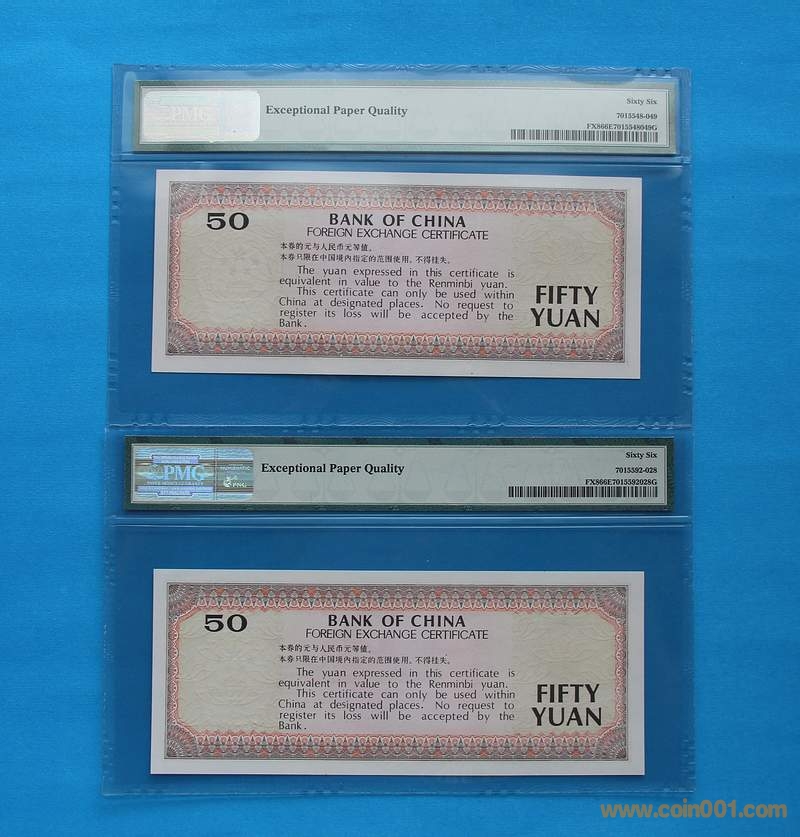 PMG
Exceptional Paper Quality
Sixty Six
7015548-049
FX866E7015548049G
50
BANK OF CHINA
FOREIGN EXCHANGE CERTIFICATE
本券的元与人民币元等值。
本券只限在中国境内指定的范围使用,不得挂失。
The yuan expressed in this certificate is
equivalent in value to the Renminbi yuan.
This certificate can only be used within
China at designated places. No request to
register its loss will be accepted by the
Bank.
FIFTY
YUAN
PMG
PNG
Exceptional Paper Quality
Sixty Six
7015592-028
FX866E7015592028G
50
BANK OF CHINA
FOREIGN EXCHANGE CERTIFICATE
本券的元与人民币元等值。
本券只限在中国境内指定的范围使用,不得挂失。
The yuan expressed in this certificate is
equivalent in value to the Renminbi yuan.
This certificate can only be used within
China at designated places. No request to
register its loss will be accepted by the
Bank.
FIFTY
YUAN
www.coin001.com